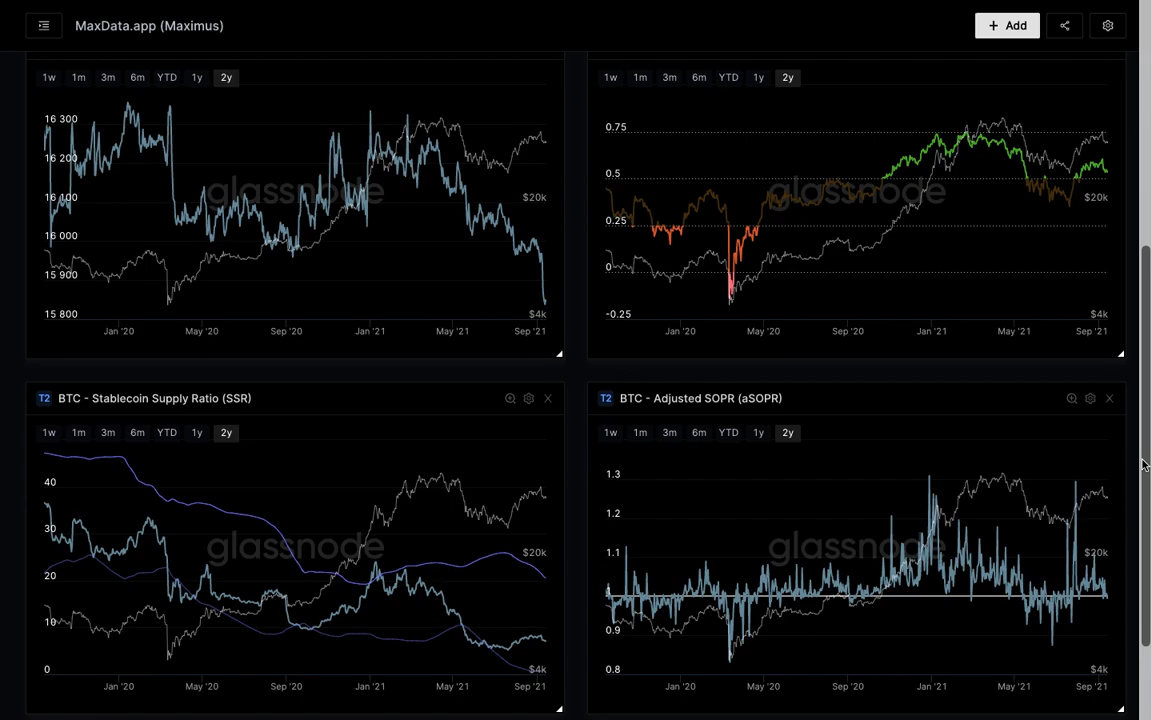 MaxData.app (Maximus)
+ Add
1w 1m 3m 6m YTD 1y 2y
16 300
16 200
16 100
16 000
15 900
15 800
$20k
$4k
glassnode
Jan '20 May '20 Sep '20 Jan '21 May '21 Sep '21
1w 1m 3m 6m YTD 1y 2y
0.75
0.5
0.25
0
-0.25
$20k
$4k
glassnode
Jan '20 May '20 Sep '20 Jan '21 May '21 Sep '21
T2 BTC - Stablecoin Supply Ratio (SSR)
1w 1m 3m 6m YTD 1y 2y
40
30
20
10
0
$20k
$4k
glassnode
Jan '20 May '20 Sep '20 Jan '21 May '21 Sep '21
T2 BTC - Adjusted SOPR (aSOPR)
1w 1m 3m 6m YTD 1y 2y
1.3
1.2
1.1
1
0.9
0.8
$20k
$4k
glassnode
Jan '20 May '20 Sep '20 Jan '21 May '21 Sep '21